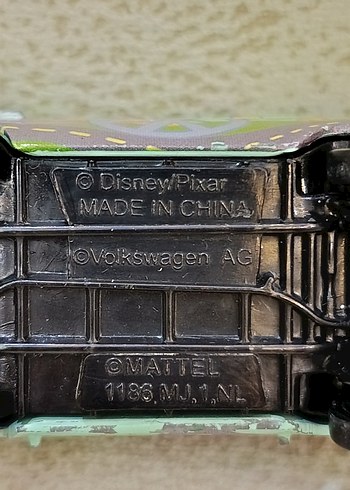 © Disney/Pixar
MADE IN CHINA
©Volkswagen AG
©MATTEL
1186,MJ,1,NL